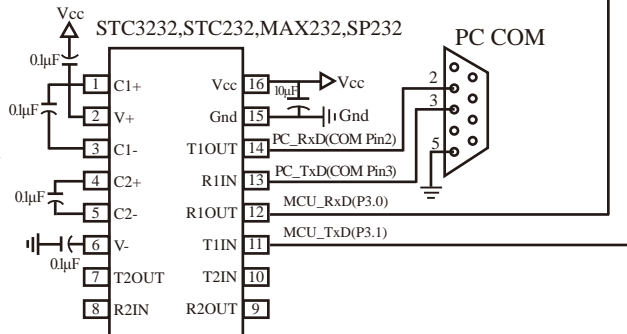 Vcc
STC3232,STC232,MAX232,SP232
PC COM
0.1μF
0.1μF
1 C1+
2 V+
3 C1-
4 C2+
0.1μF
5 C2-
6 V-
0.1μF
7 T2OUT
8 R2IN
Vcc 16
Vcc
10μF
Gnd 15
Gnd
T1OUT 14
PC_RxD(COM Pin2)
R1IN 13
PC_TxD(COM Pin3)
R1OUT 12
MCU_RxD(P3.0)
T1IN 11
MCU_TxD(P3.1)
T2IN 10
R2OUT 9
2
3
5